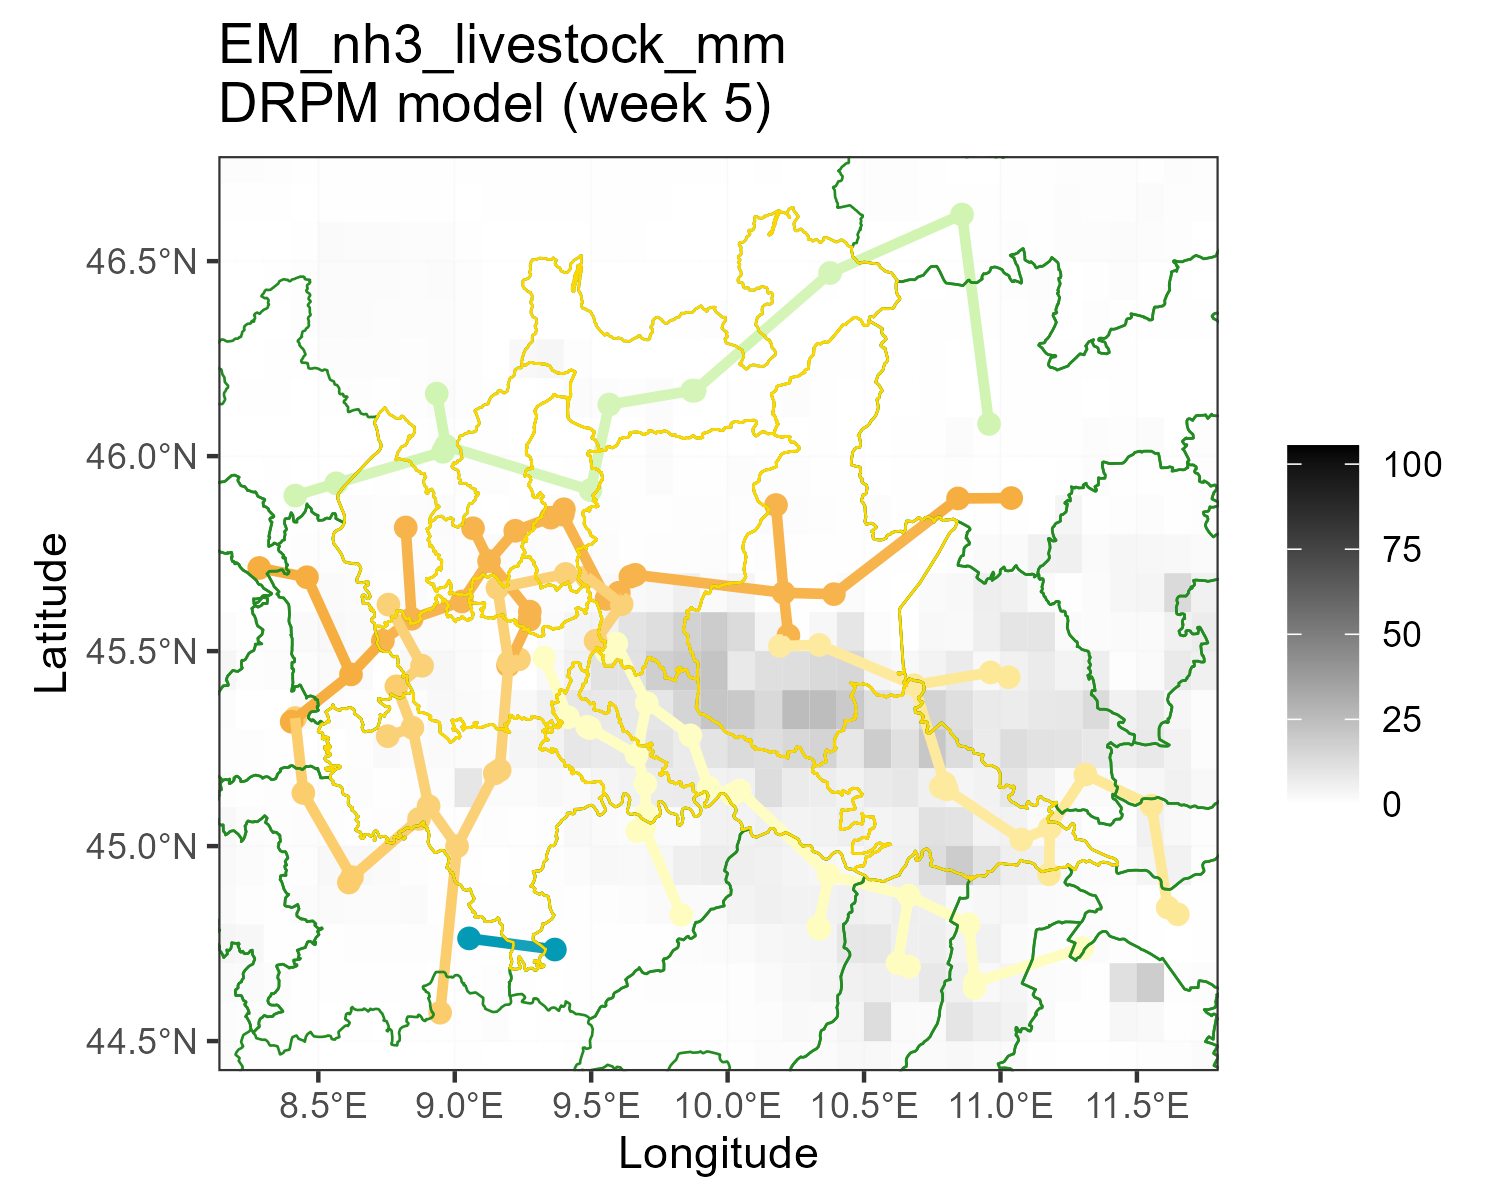 EM_nh3_livestock_mm
DRPM model (week 5)
46.5°N
46.0°N
45.5°N
45.0°N
44.5°N
Latitude
8.5°E
9.0°E
9.5°E
10.0°E
10.5°E
11.0°E
11.5°E
Longitude
100
75
50
25
0